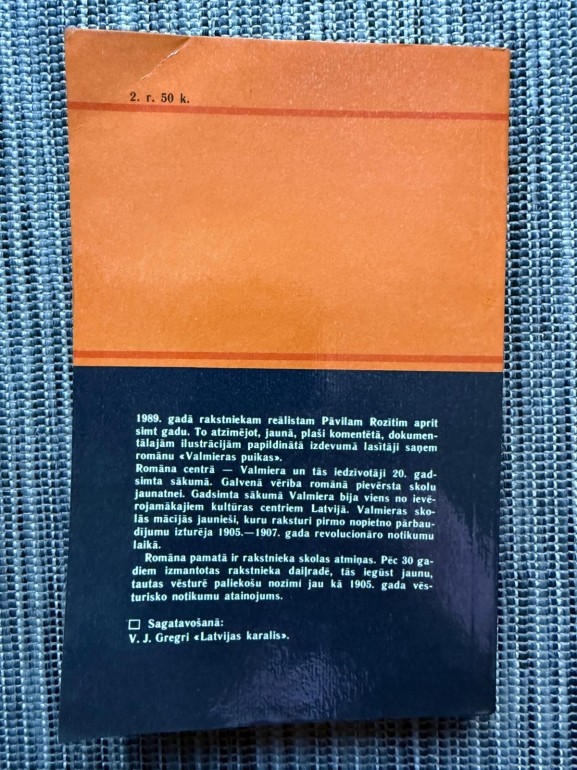 2. r. 50 k.
1989. gadā rakstniekam reālistam Pāvilam Rozītim aprit
simt gadu. To atzīmējot, jaunā, plaši komentētā, dokumen-
tālajām ilustrācijām papildinātā izdevumā lasītāji saņem
romānu «Valmieras puikas».
Romāna centrā — Valmiera un tās iedzīvotāji 20. gad-
simta sākumā. Galvenā vērība romānā pievērsta skolu
jaunatnei. Gadsimta sākumā Valmiera bija viens no ievē-
rojamākajiem kultūras centriem Latvijā. Valmieras sko-
lās mācījās jaunieši, kuru raksturi pirmo nopietno pārbau-
dījumu izturēja 1905.—1907. gada revolucionāro notikumu
laikā.
Romāna pamatā ir rakstnieka skolas atmiņas. Pēc 30 ga-
diem izmantotas rakstnieka daiļradē, tās iegūst jaunu,
tautas vēsturē paliekošu nozīmi jau kā 1905. gada vēs-
turisko notikumu atainojums.
□ Sagatavošanā:
V. J. Gregri «Latvijas karalis».